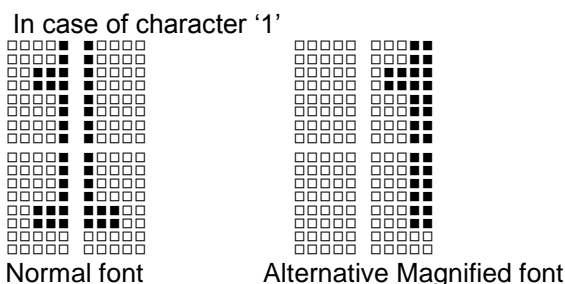 In case of character ‘1’
Normal font
Alternative Magnified font